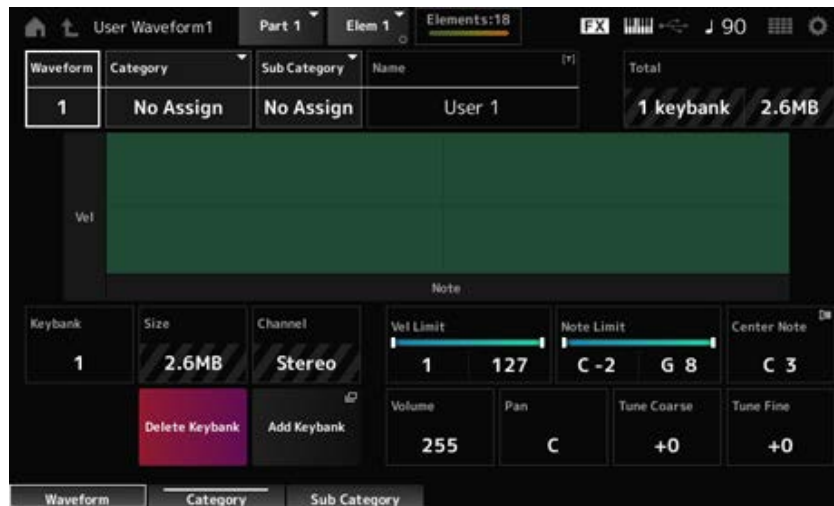 User Waveform1 Part 1 Elem 1 Elements:18 FX 90
Waveform Category Sub Category Name [T] Total
1 No Assign No Assign User 1 1 keybank 2.6MB
Vel
Note
Keybank Size Channel Vel Limit Note Limit Center Note
1 2.6MB Stereo 1 127 C -2 G 8 C 3
Delete Keybank Add Keybank Volume Pan Tune Coarse Tune Fine
255 C +0 +0
Waveform Category Sub Category